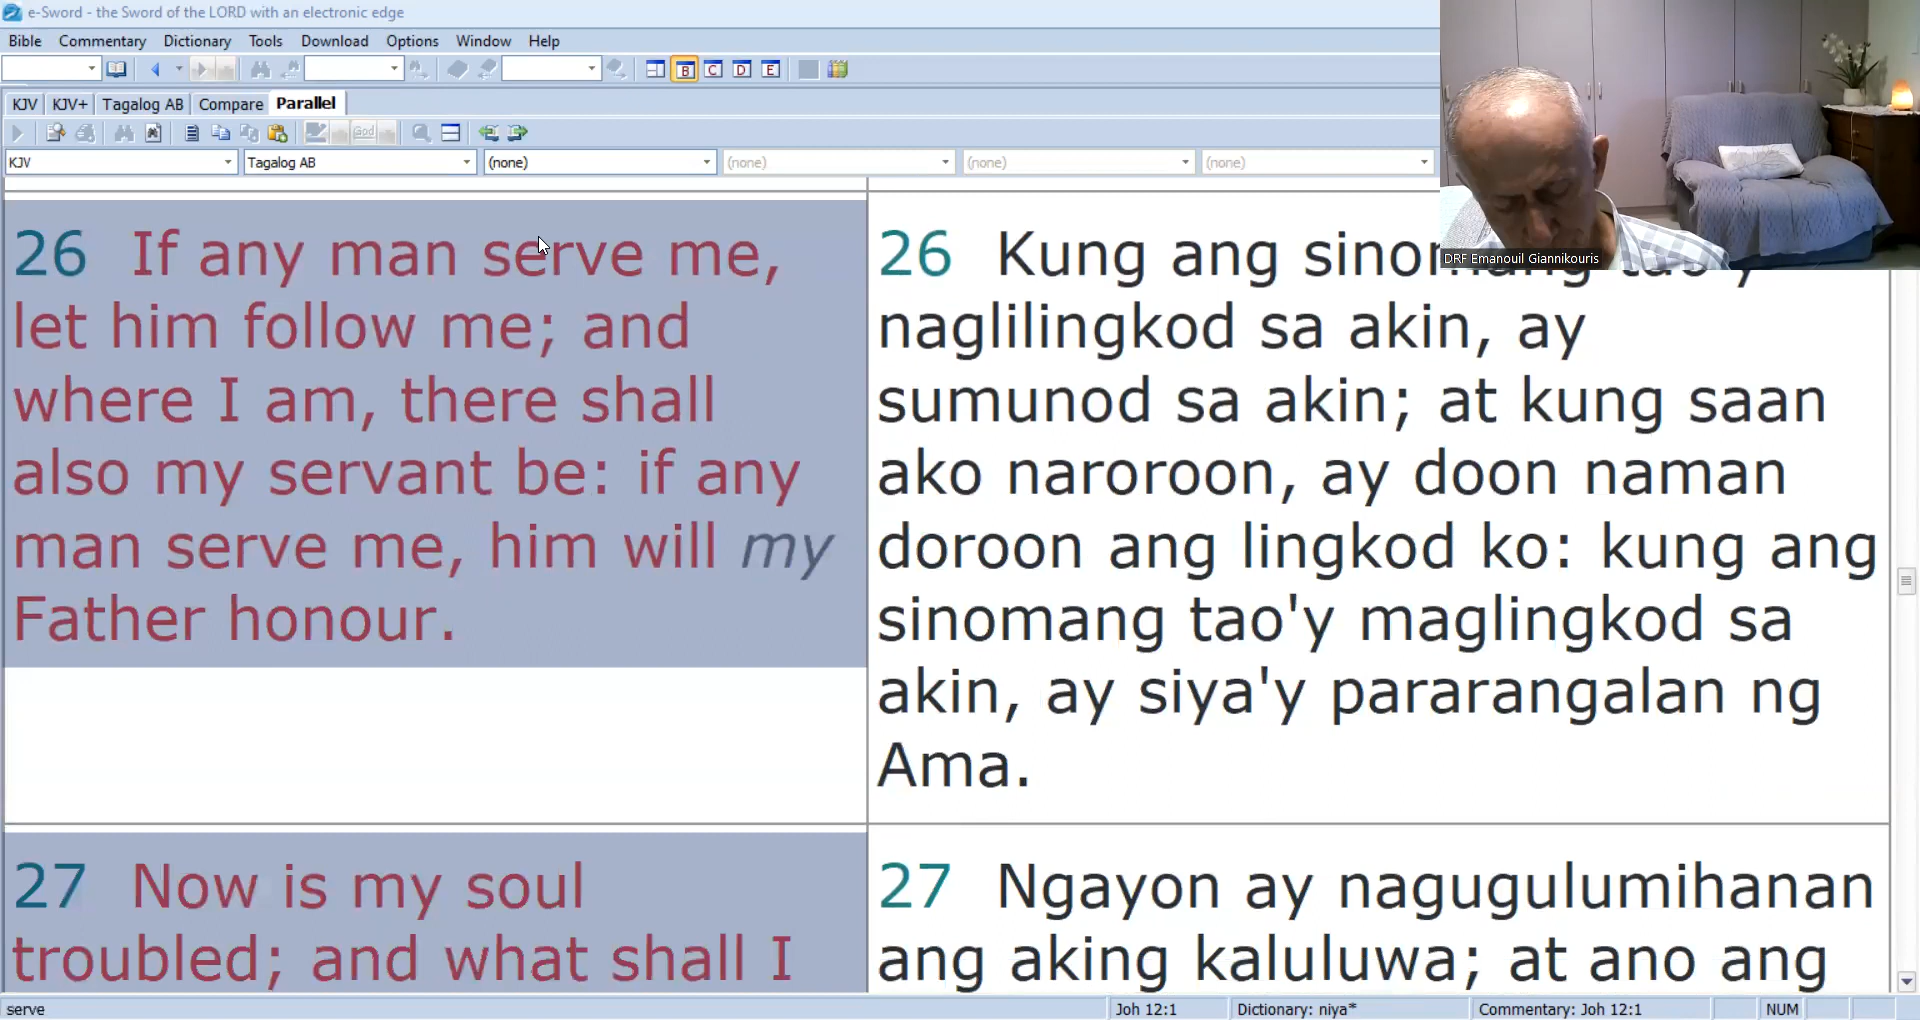 e-Sword - the Sword of the LORD with an electronic edge
Bible Commentary Dictionary Tools Download Options Window Help
B C D E
KJV KJV+ Tagalog AB Compare Parallel
KJV Tagalog AB (none) (none) (none) (none)
26 If any man serve me,
let him follow me; and
where I am, there shall
also my servant be: if any
man serve me, him will my
Father honour.
27 Now is my soul
troubled; and what shall I
26 Kung ang sinomang tao'y
naglilingkod sa akin, ay
sumunod sa akin; at kung saan
ako naroroon, ay doon naman
doroon ang lingkod ko: kung ang
sinomang tao'y maglingkod sa
akin, ay siya'y pararangalan ng
Ama.
27 Ngayon ay nagugulumihanan
ang aking kaluluwa; at ano ang
DRF Emanouil Giannikouris
serve Joh 12:1 Dictionary: niya* Commentary: Joh 12:1 NUM